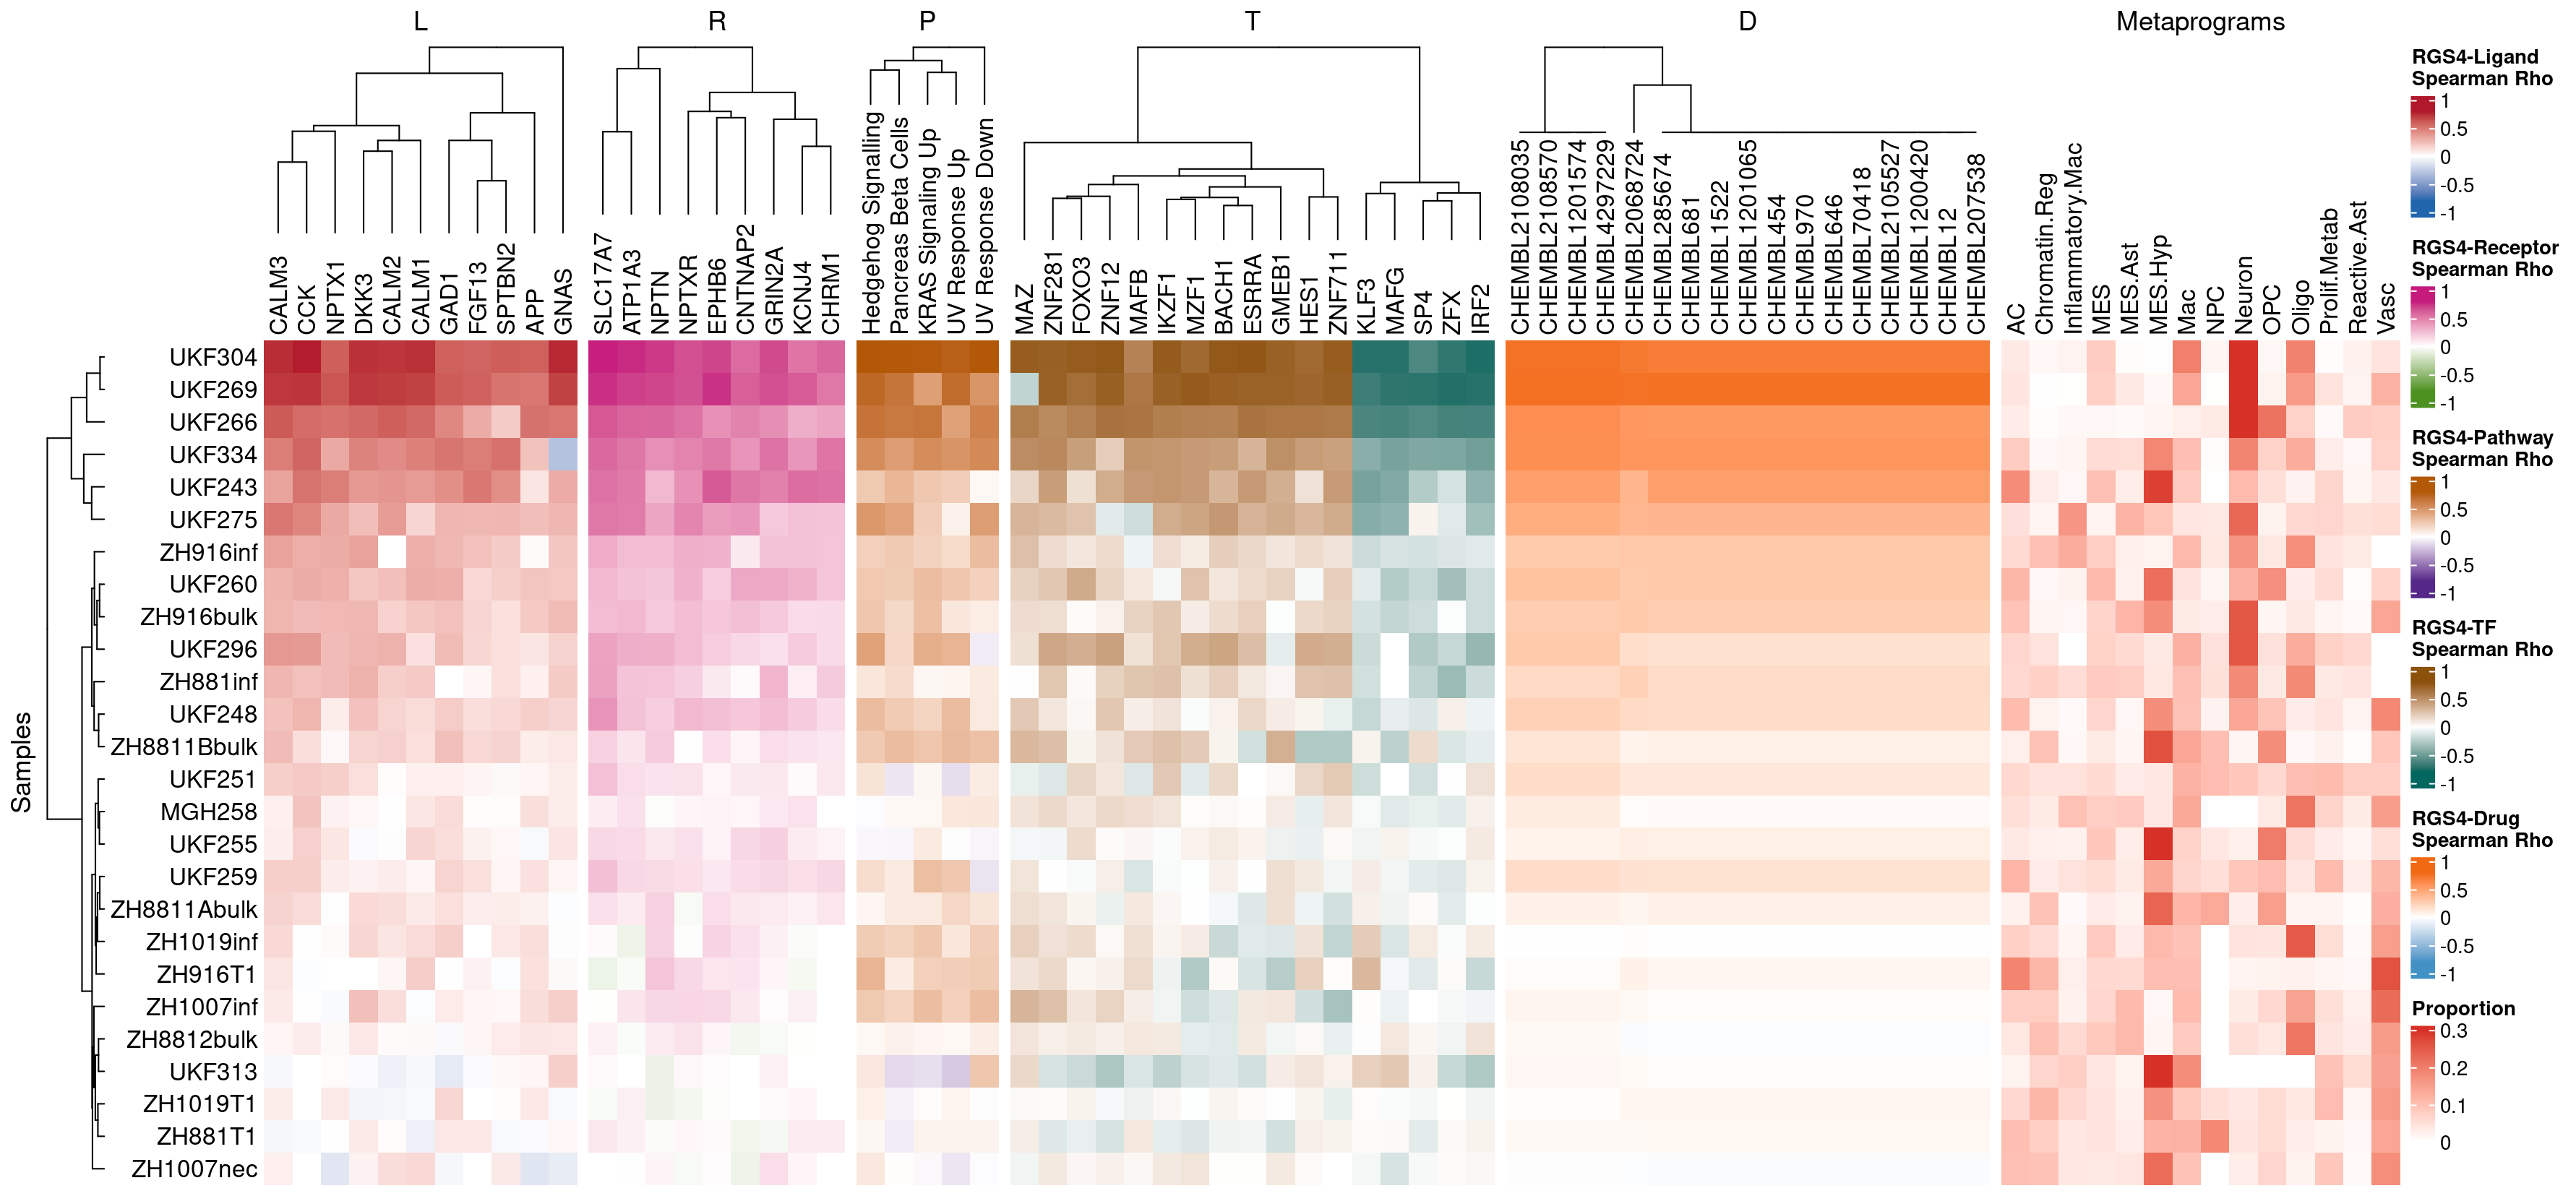 L
R
P
T
D
Metaprograms
CALM3
CCK
NPTX1
DKK3
CALM2
CALM1
GAD1
FGF13
SPTBN2
APP
GNAS
SLC17A7
ATP1A3
NPTN
NPTXR
EPHB6
CNTNAP2
GRIN2A
KCNJ4
CHRM1
Hedgehog Signalling
Pancreas Beta Cells
KRAS Signaling Up
UV Response Up
UV Response Down
MAZ
ZNF281
FOXO3
ZNF12
MAFB
IKZF1
MZF1
BACH1
ESRRA
GMEB1
HES1
ZNF711
KLF3
MAFG
SP4
ZFX
IRF2
CHEMBL2108035
CHEMBL2108570
CHEMBL1201574
CHEMBL4297229
CHEMBL2068724
CHEMBL285674
CHEMBL681
CHEMBL1522
CHEMBL1201065
CHEMBL454
CHEMBL970
CHEMBL646
CHEMBL70418
CHEMBL2105527
CHEMBL1200420
CHEMBL12
CHEMBL207538
AC
Chromatin.Reg
Inflammatory.Mac
MES
MES.Ast
MES.Hyp
Mac
NPC
Neuron
OPC
Oligo
Prolif.Metab
Reactive.Ast
Vasc
Samples
UKF304
UKF269
UKF266
UKF334
UKF243
UKF275
ZH916inf
UKF260
ZH916bulk
UKF296
ZH881inf
UKF248
ZH8811Bbulk
UKF251
MGH258
UKF255
UKF259
ZH8811Abulk
ZH1019inf
ZH916T1
ZH1007inf
ZH8812bulk
UKF313
ZH1019T1
ZH881T1
ZH1007nec
RGS4-Ligand
Spearman Rho
1
0.5
0
-0.5
-1
RGS4-Receptor
Spearman Rho
1
0.5
0
-0.5
-1
RGS4-Pathway
Spearman Rho
1
0.5
0
-0.5
-1
RGS4-TF
Spearman Rho
1
0.5
0
-0.5
-1
RGS4-Drug
Spearman Rho
1
0.5
0
-0.5
-1
Proportion
0.3
0.2
0.1
0